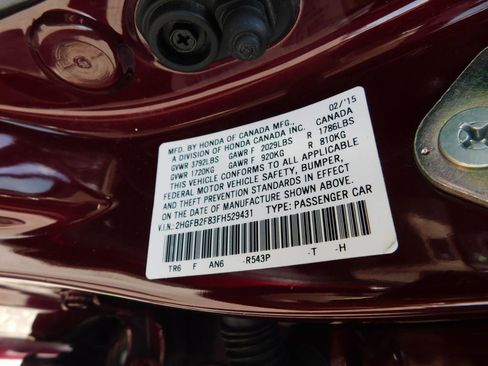 MFD. BY HONDA OF CANADA MFG., 02/'15
A DIVISION OF HONDA CANADA INC. CANADA
GVWR 3792LBS GAWR F 2029LBS R 1786LBS
GVWR 1720KG GAWR F 920KG R 810KG
THIS VEHICLE CONFORMS TO ALL APPLICABLE
FEDERAL MOTOR VEHICLE SAFETY, BUMPER,
AND THEFT PREVENTION STANDARDS IN EFFECT
ON THE DATE OF MANUFACTURE SHOWN ABOVE.
V.I.N.: 2HGFB2F83FH529431 TYPE: PASSENGER CAR
TR6 F AN6 -R543P -T -H